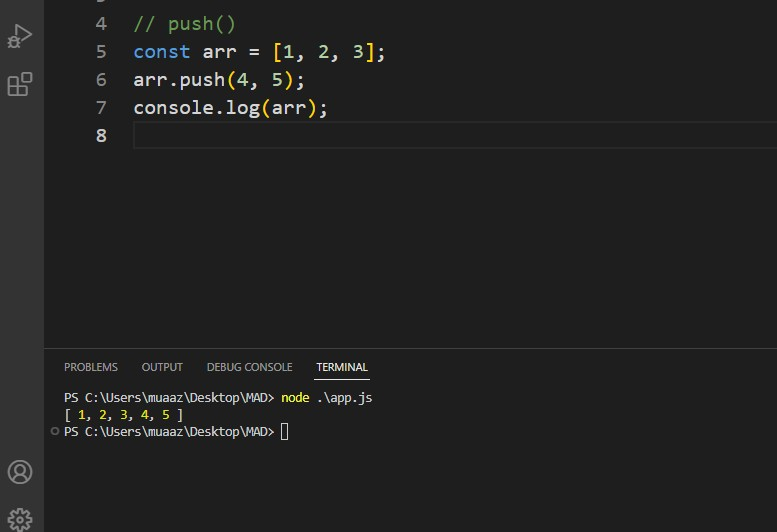 4 // push()
5 const arr = [1, 2, 3];
6 arr.push(4, 5);
7 console.log(arr);
8
PROBLEMS OUTPUT DEBUG CONSOLE TERMINAL
PS C:\Users\muaaz\Desktop\MAD> node .\app.js
[ 1, 2, 3, 4, 5 ]
PS C:\Users\muaaz\Desktop\MAD>